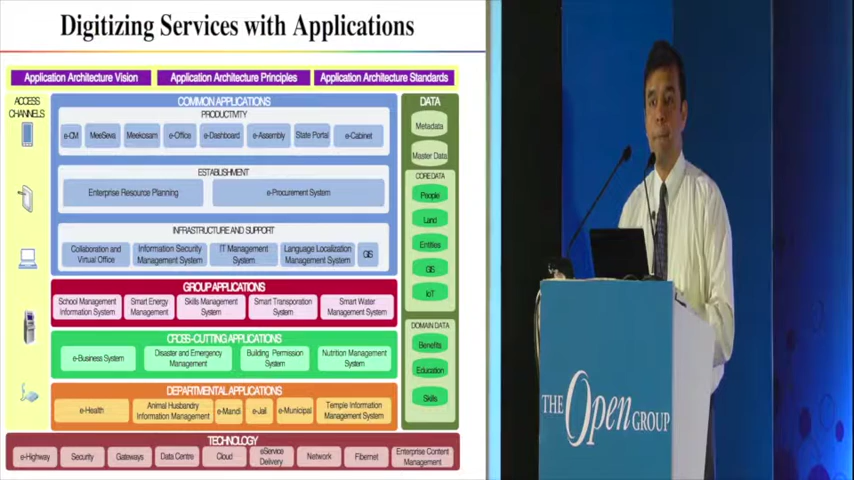 Digitizing Services with Applications
Application Architecture Vision
Application Architecture Principles
Application Architecture Standards
ACCESS
CHANNELS
COMMON APPLICATIONS
PRODUCTIVITY
e-CM
MeeSeva
Meekosam
e-Office
e-Dashboard
e-Assembly
State Portal
e-Cabinet
ESTABLISHMENT
Enterprise Resource Planning
e-Procurement System
INFRASTRUCTURE AND SUPPORT
Collaboration and
Virtual Office
Information Security
Management System
IT Management
System
Language Localization
Management System
GIS
GROUP APPLICATIONS
School Management
Information System
Smart Energy
Management
Skills Management
System
Smart Transporation
System
Smart Water
Management System
CROSS-CUTTING APPLICATIONS
e-Business System
Disaster and Emergency
Management
Building Permission
System
Nutrition Management
System
DEPARTMENTAL APPLICATIONS
e-Health
Animal Husbandry
Information Management
e-Mandi
e-Jail
e-Municipal
Temple Information
Management System
DATA
Metadata
Master Data
CORE DATA
People
Land
Entities
GIS
IoT
DOMAIN DATA
Benefits
Education
Skills
TECHNOLOGY
e-Highway
Security
Gateways
Data Centre
Cloud
eService
Delivery
Network
Fibernet
Enterprise Content
Management
THE Open GROUP